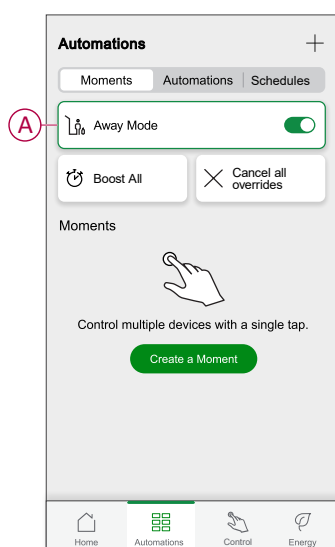 Automations
Moments Automations Schedules
A
Away Mode
Boost All
Cancel all
overrides
Moments
Control multiple devices with a single tap.
Create a Moment
Home Automations Control Energy